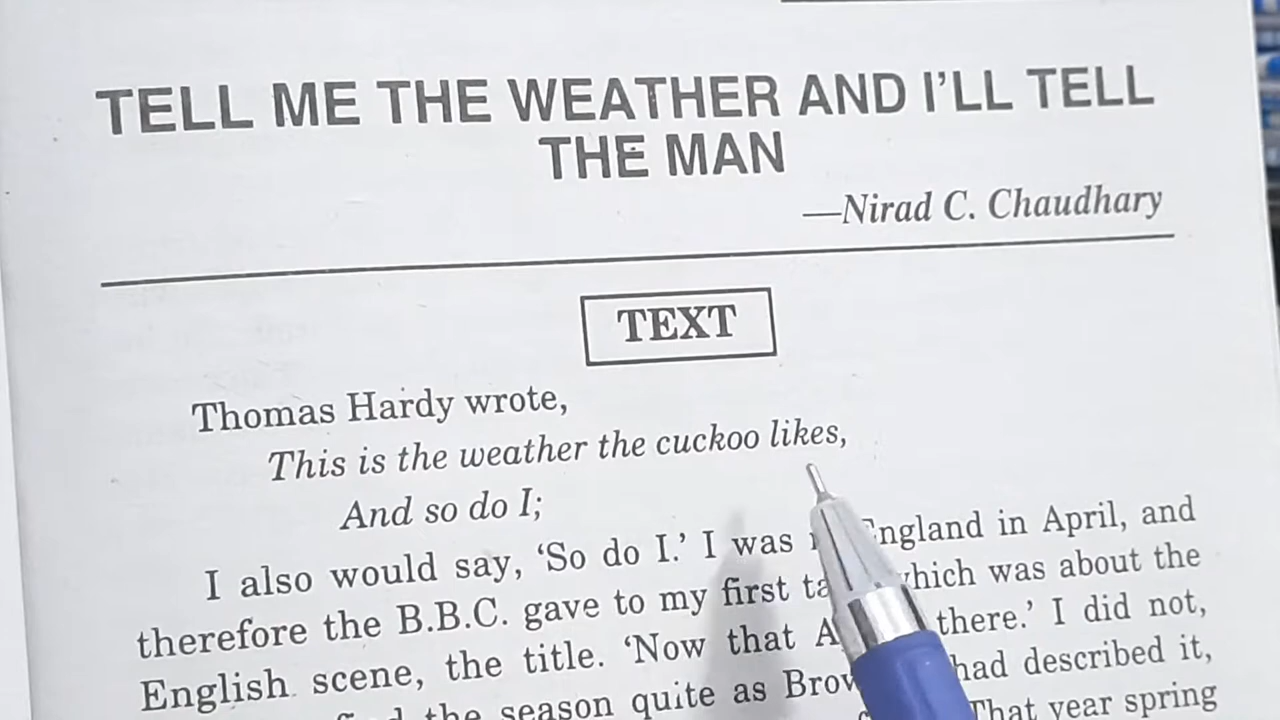 TELL ME THE WEATHER AND I'LL TELL
THE MAN
—Nirad C. Chaudhary
TEXT
Thomas Hardy wrote,
This is the weather the cuckoo likes,
And so do I;
I also would say, ‘So do I.’ I was England in April, and
therefore the B.B.C. gave to my first which was about the
English scene, the title. ‘Now that there.’ I did not,
the season quite as had described it,
That year spring